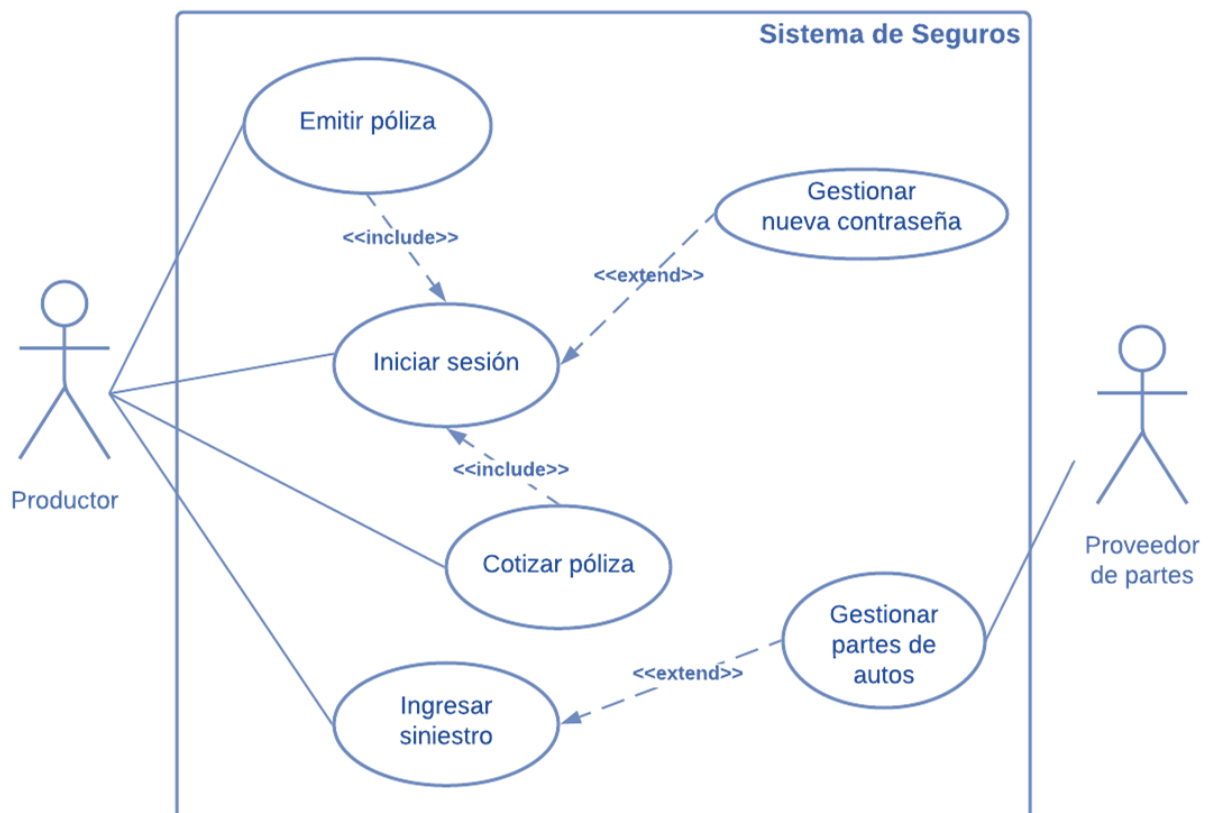 Sistema de Seguros
Emitir póliza
Gestionar
nueva contraseña
<<include>>
<<extend>>
Iniciar sesión
<<include>>
Productor
Cotizar póliza
Proveedor
de partes
Gestionar
partes de
autos
<<extend>>
Ingresar
siniestro